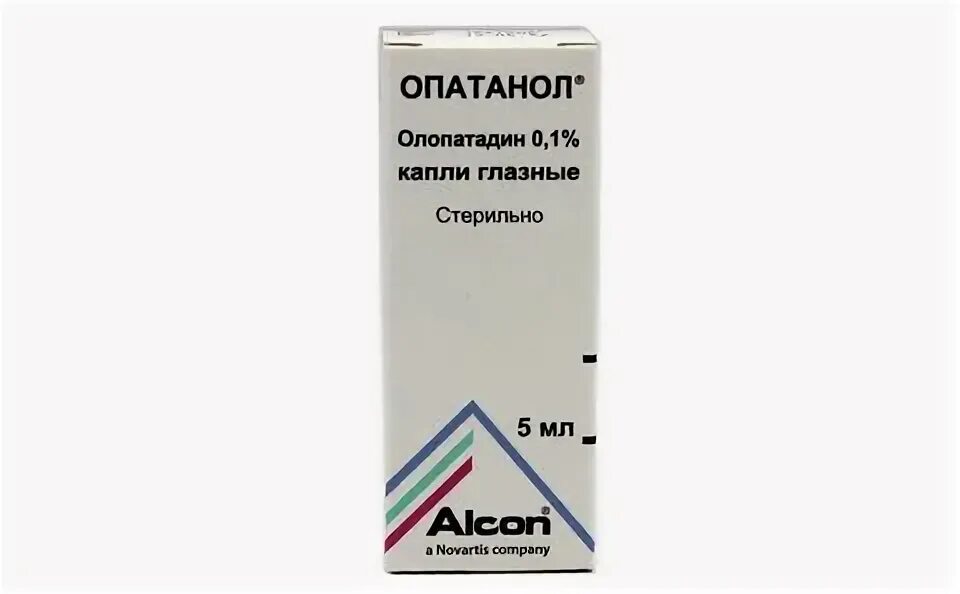 ОПАТАНОЛ®
Олопатадин 0,1%
капли глазные
Стерильно
5 мл
Alcon®
a Novartis company